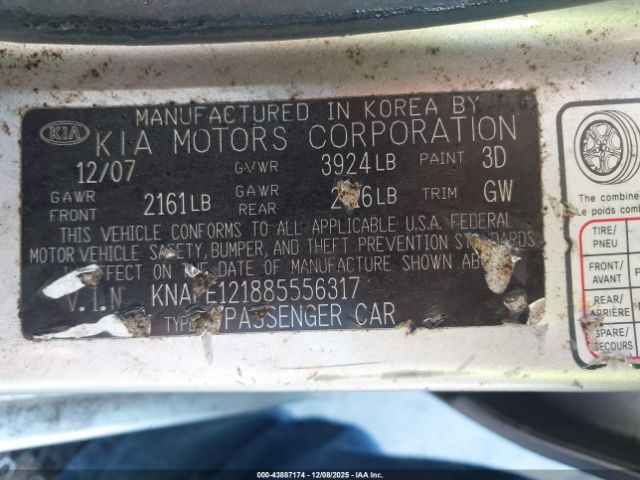 MANUFACTURED IN KOREA BY
KIA KIA MOTORS CORPORATION
12/07 GVWR 3924LB PAINT 3D
GAWR FRONT 2161LB GAWR REAR TRIM GW
THIS VEHICLE CONFORMS TO ALL APPLICABLE U.S.A. FEDERAL
MOTOR VEHICLE SAFETY, BUMPER, AND THEFT PREVENTION STANDARDS
IN EFFECT ON THE DATE OF MANUFACTURE SHOWN
V.I.N E121885556317
TYPE PASSENGER CAR
The combine
Le poids comb
TIRE/
PNEU
FRONT/
AVANT
REAR/
ARRIÈRE
SPARE/
SECOURS
000-43887174 - 12/08/2025 - IAA Inc.